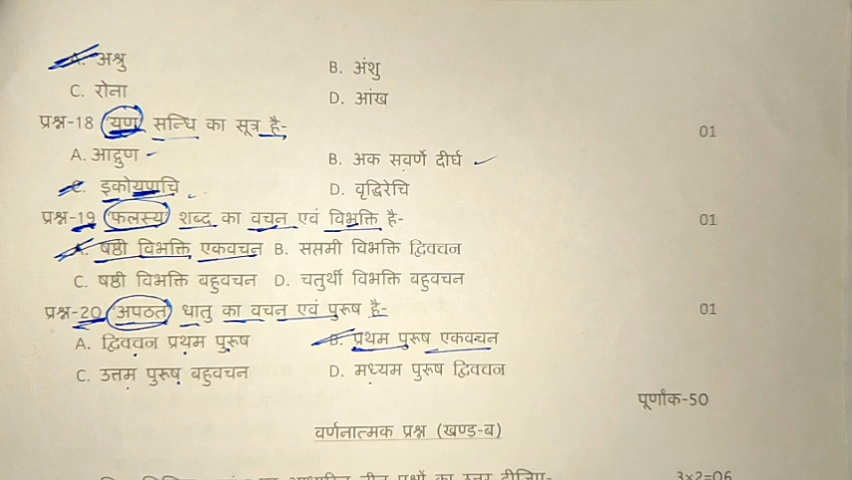 A. अश्रु B. अंशु
C. रोना D. आंख
प्रश्न-18 'यण' सन्धि का सूत्र है- 01
A. आद्गुण B. अक सवर्णे दीर्घ
C. इकोयणचि D. वृद्धिरेचि
प्रश्न-19 'फलस्य' शब्द का वचन एवं विभक्ति है- 01
A. षष्ठी विभक्ति एकवचन B. सप्तमी विभक्ति द्विवचन
C. षष्ठी विभक्ति बहुवचन D. चतुर्थी विभक्ति बहुवचन
प्रश्न-20 'अपठत' धातु का वचन एवं पुरूष है- 01
A. द्विवचन प्रथम पुरूष B. प्रथम पुरूष एकवचन
C. उत्तम पुरूष बहुवचन D. मध्यम पुरूष द्विवचन
पूर्णांक-50
वर्णनात्मक प्रश्न (खण्ड-ब)
3x2=06